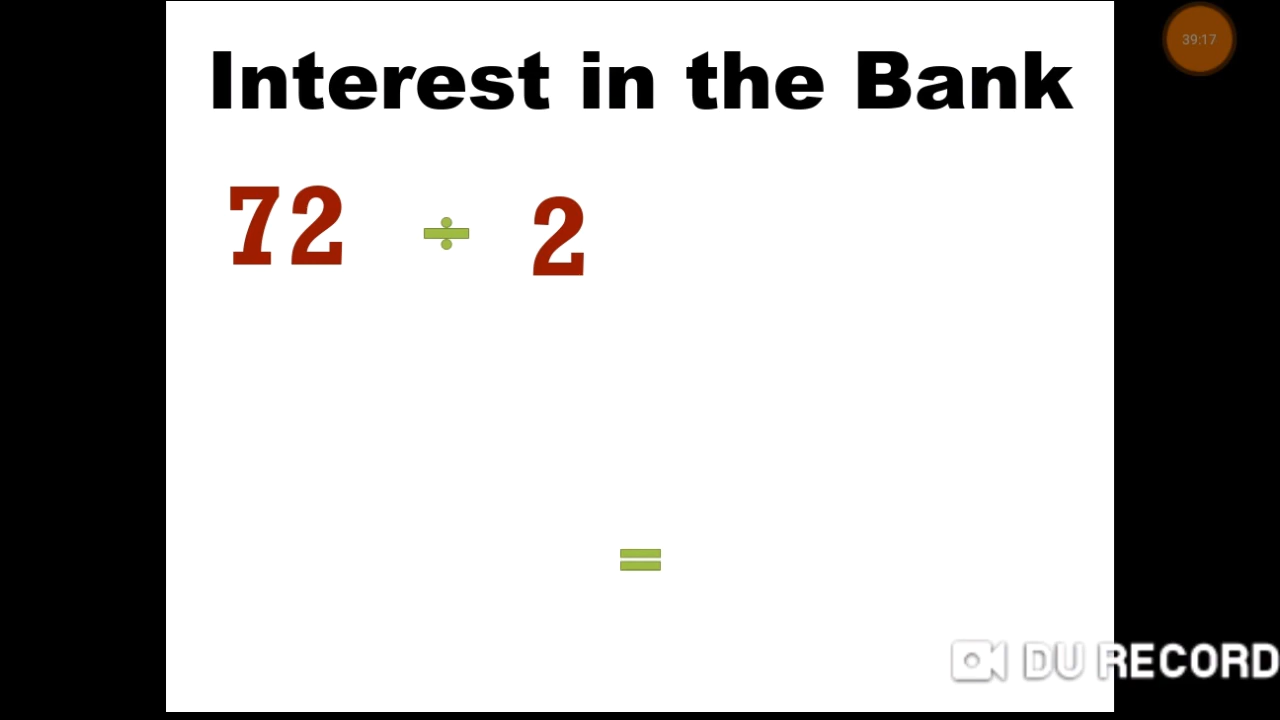 39:17
Interest in the Bank
72 ÷ 2
=
DU RECORD